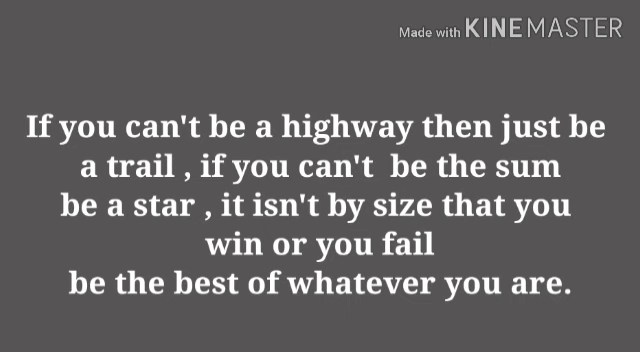 Made with KINEMASTER
If you can't be a highway then just be
a trail , if you can't be the sum
be a star , it isn't by size that you
win or you fail
be the best of whatever you are.